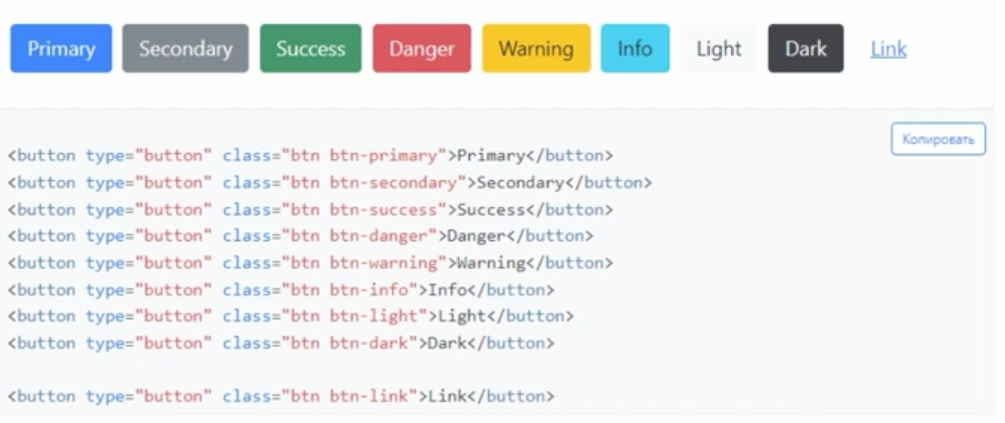 Primary Secondary Success Danger Warning Info Light Dark Link
Копировать
<button type="button" class="btn btn-primary">Primary</button>
<button type="button" class="btn btn-secondary">Secondary</button>
<button type="button" class="btn btn-success">Success</button>
<button type="button" class="btn btn-danger">Danger</button>
<button type="button" class="btn btn-warning">Warning</button>
<button type="button" class="btn btn-info">Info</button>
<button type="button" class="btn btn-light">Light</button>
<button type="button" class="btn btn-dark">Dark</button>
<button type="button" class="btn btn-link">Link</button>